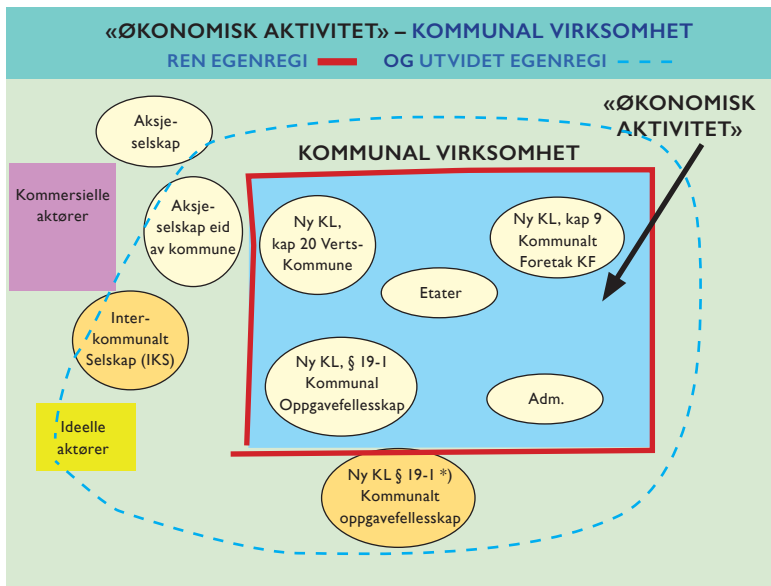 «ØKONOMISK AKTIVITET» – KOMMUNAL VIRKSOMHET
REN EGENREGI OG UTVIDET EGENREGI
«ØKONOMISK
AKTIVITET»
KOMMUNAL VIRKSOMHET
Aksje-
selskap
Kommersielle
aktører
Aksje-
selskap eid
av kommune
Ny KL,
kap 20 Verts-
Kommune
Ny KL, kap 9
Kommunalt
Foretak KF
Etater
Inter-
kommunalt
Selskap (IKS)
Ny KL, § 19-1
Kommunal
Oppgavefellesskap
Adm.
Ideelle
aktører
Ny KL § 19-1 *)
Kommunalt
oppgavefellesskap